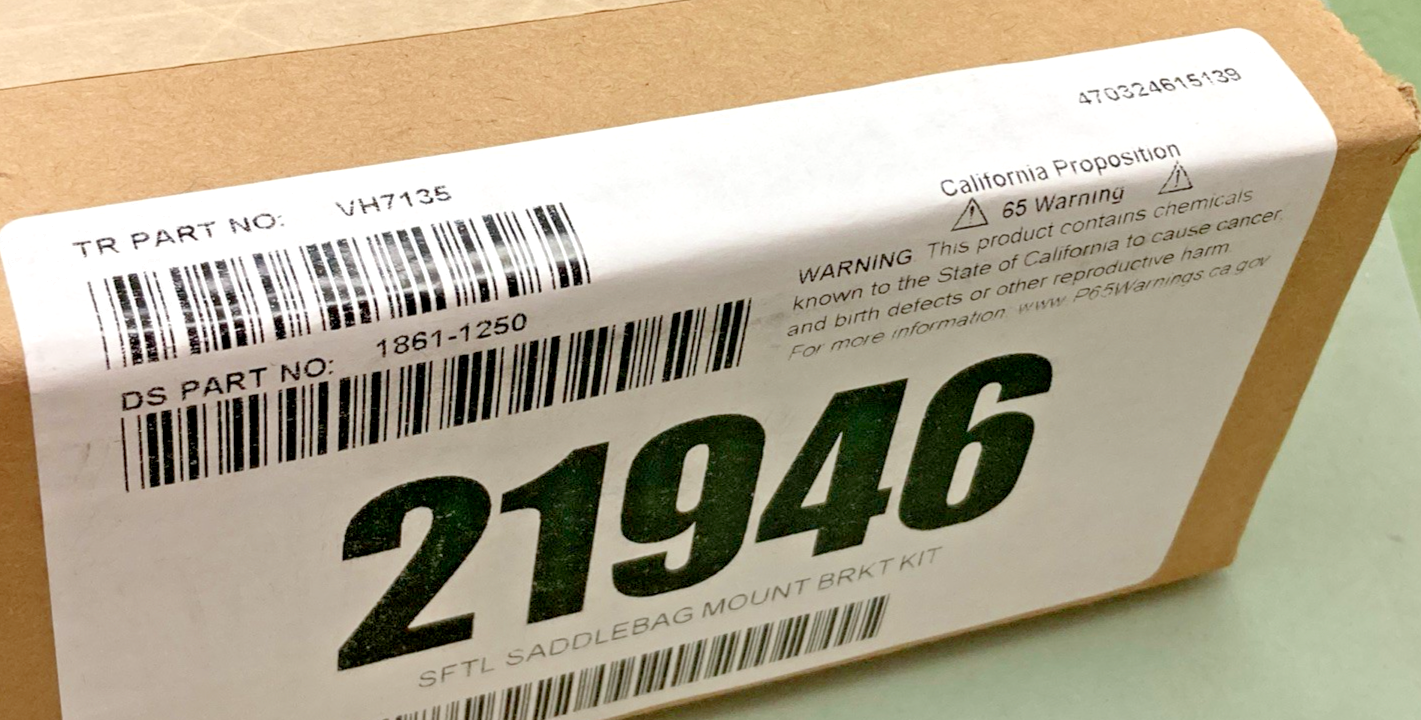 470324615139
TR PART NO: VH7135
DS PART NO: 1861-1250
California Proposition
65 Warning
WARNING This product contains chemicals
known to the State of California to cause cancer,
and birth defects or other reproductive harm.
For more information: www.P65Warnings.ca.gov
21946
SFTL SADDLEBAG MOUNT BRKT KIT